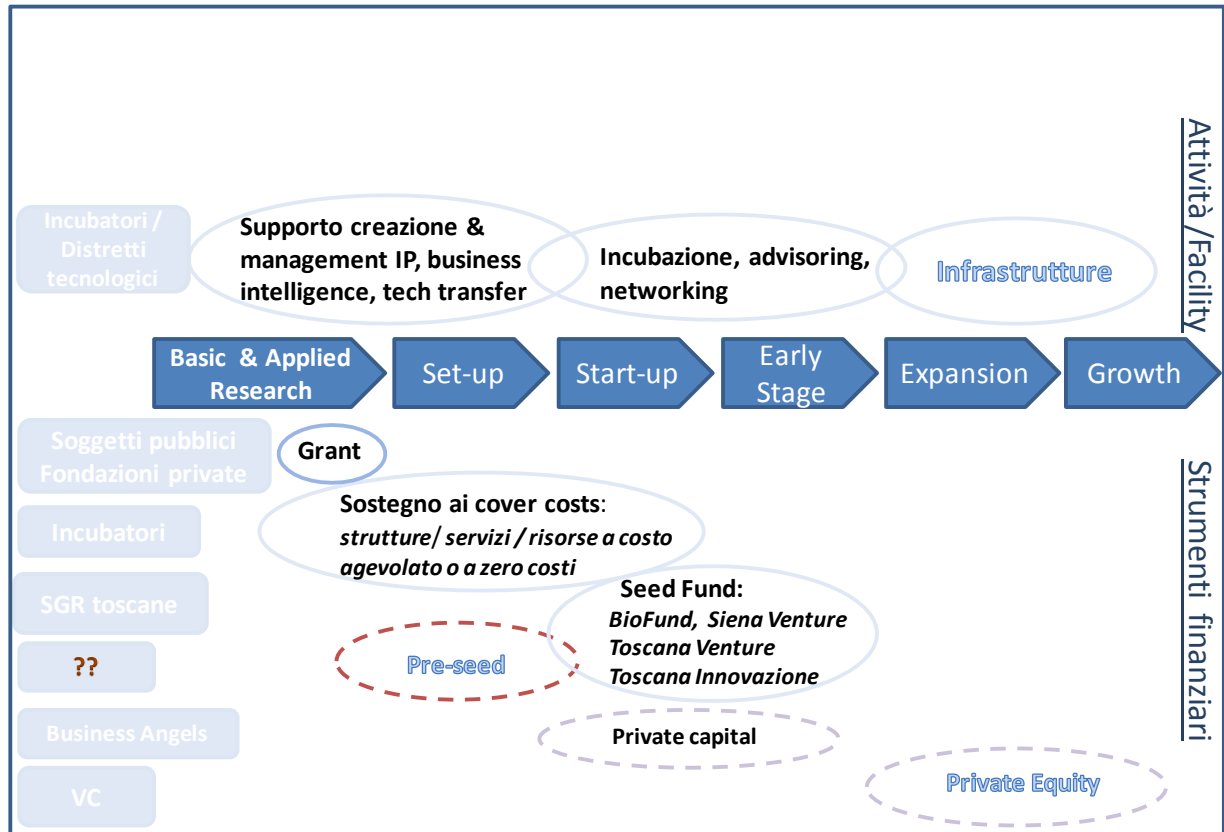 Attività /Facility
Incubatori /
Distretti
tecnologici
Supporto creazione &
management IP, business
intelligence, tech transfer
Incubazione, advisoring,
networking
Infrastrutture
Basic & Applied
Research
Set-up
Start-up
Early
Stage
Expansion
Growth
Strumenti finanziari
Soggetti pubblici
Fondazioni private
Grant
Incubatori
Sostegno ai cover costs:
strutture/ servizi / risorse a costo
agevolato o a zero costi
SGR toscane
Seed Fund:
BioFund, Siena Venture
Toscana Venture
Toscana Innovazione
??
Pre-seed
Business Angels
Private capital
VC
Private Equity